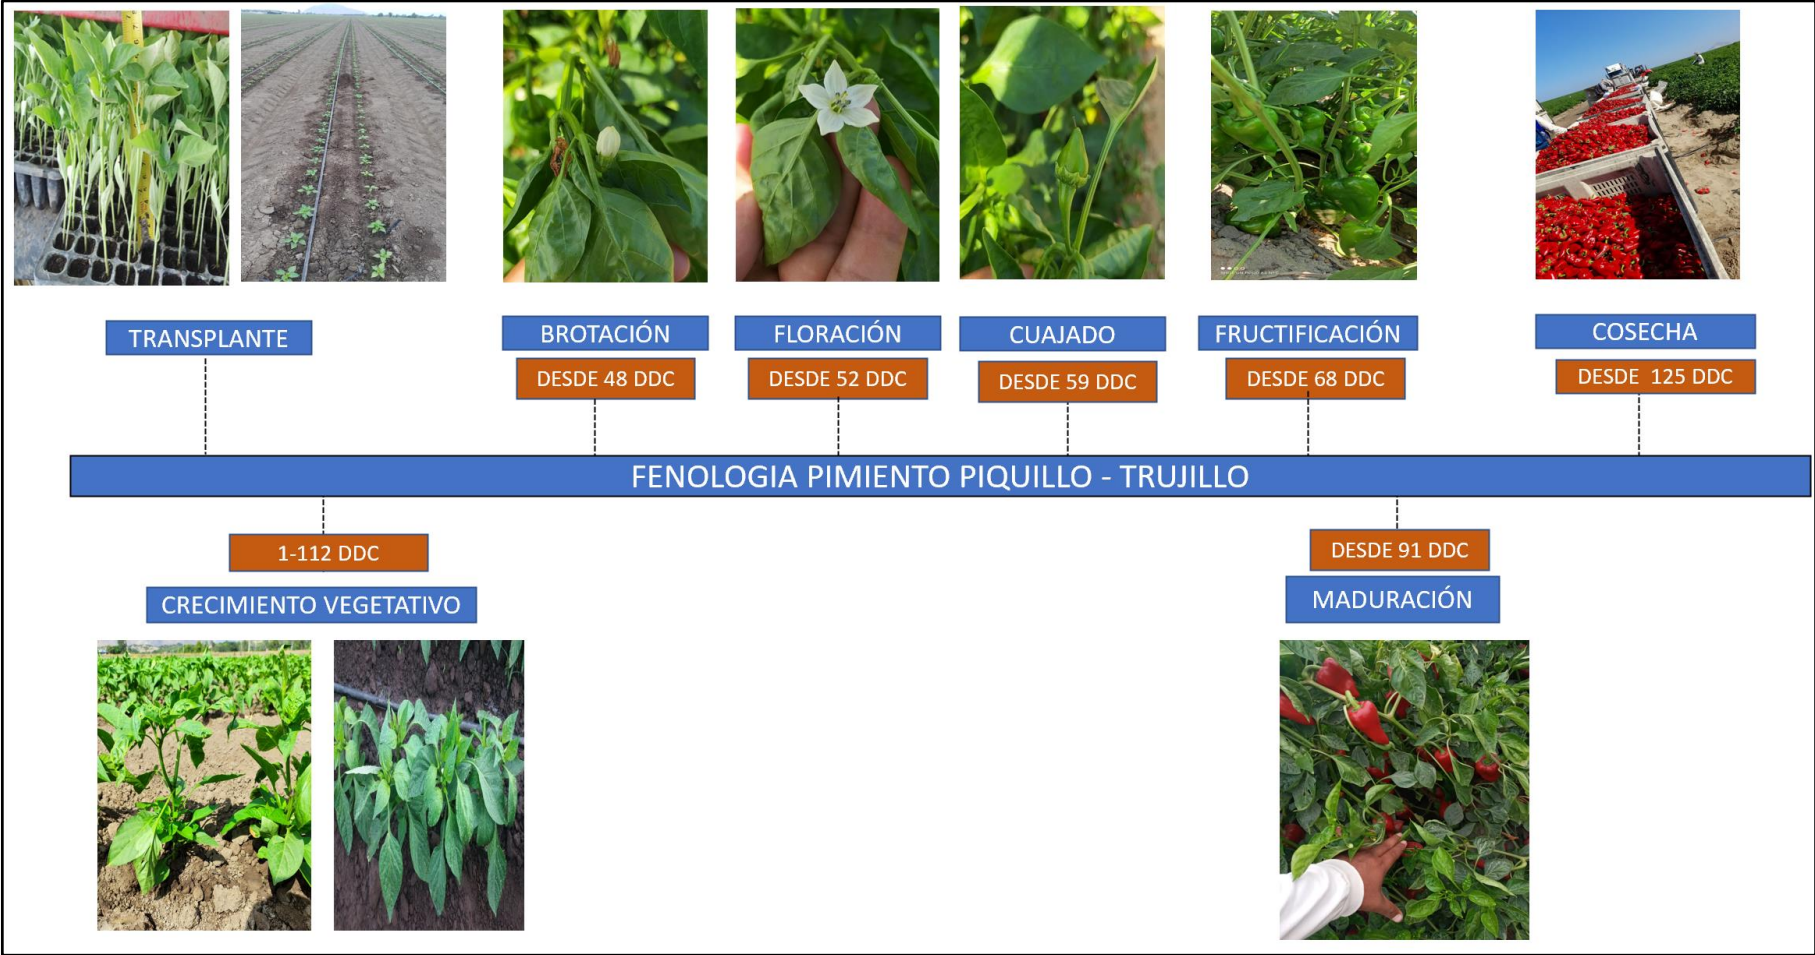 TRANSPLANTE
BROTACIÓN
DESDE 48 DDC
FLORACIÓN
DESDE 52 DDC
CUAJADO
DESDE 59 DDC
FRUCTIFICACIÓN
DESDE 68 DDC
COSECHA
DESDE 125 DDC
FENOLOGIA PIMIENTO PIQUILLO - TRUJILLO
1-112 DDC
CRECIMIENTO VEGETATIVO
DESDE 91 DDC
MADURACIÓN